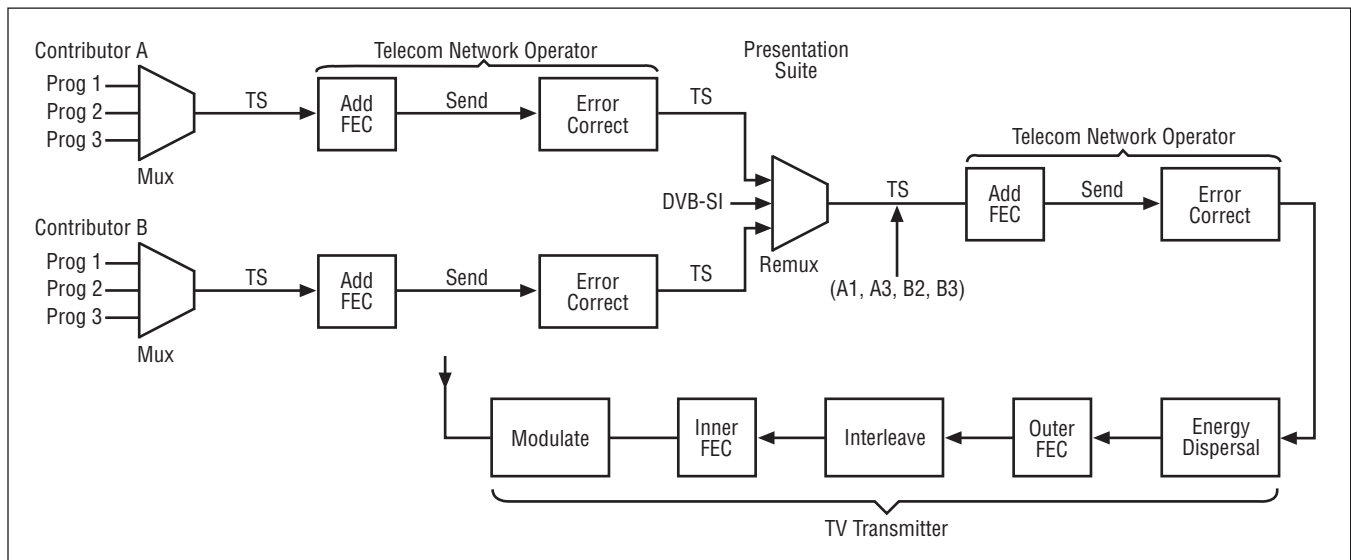 Contributor A
Prog 1
Prog 2
Prog 3
Mux
TS
Telecom Network Operator
Add
FEC
Send
Error
Correct
TS
Presentation
Suite
DVB-SI
Remux
TS
(A1, A3, B2, B3)
Telecom Network Operator
Add
FEC
Send
Error
Correct
Contributor B
Prog 1
Prog 2
Prog 3
Mux
TS
Add
FEC
Send
Error
Correct
TS
Modulate
Inner
FEC
Interleave
Outer
FEC
Energy
Dispersal
TV Transmitter